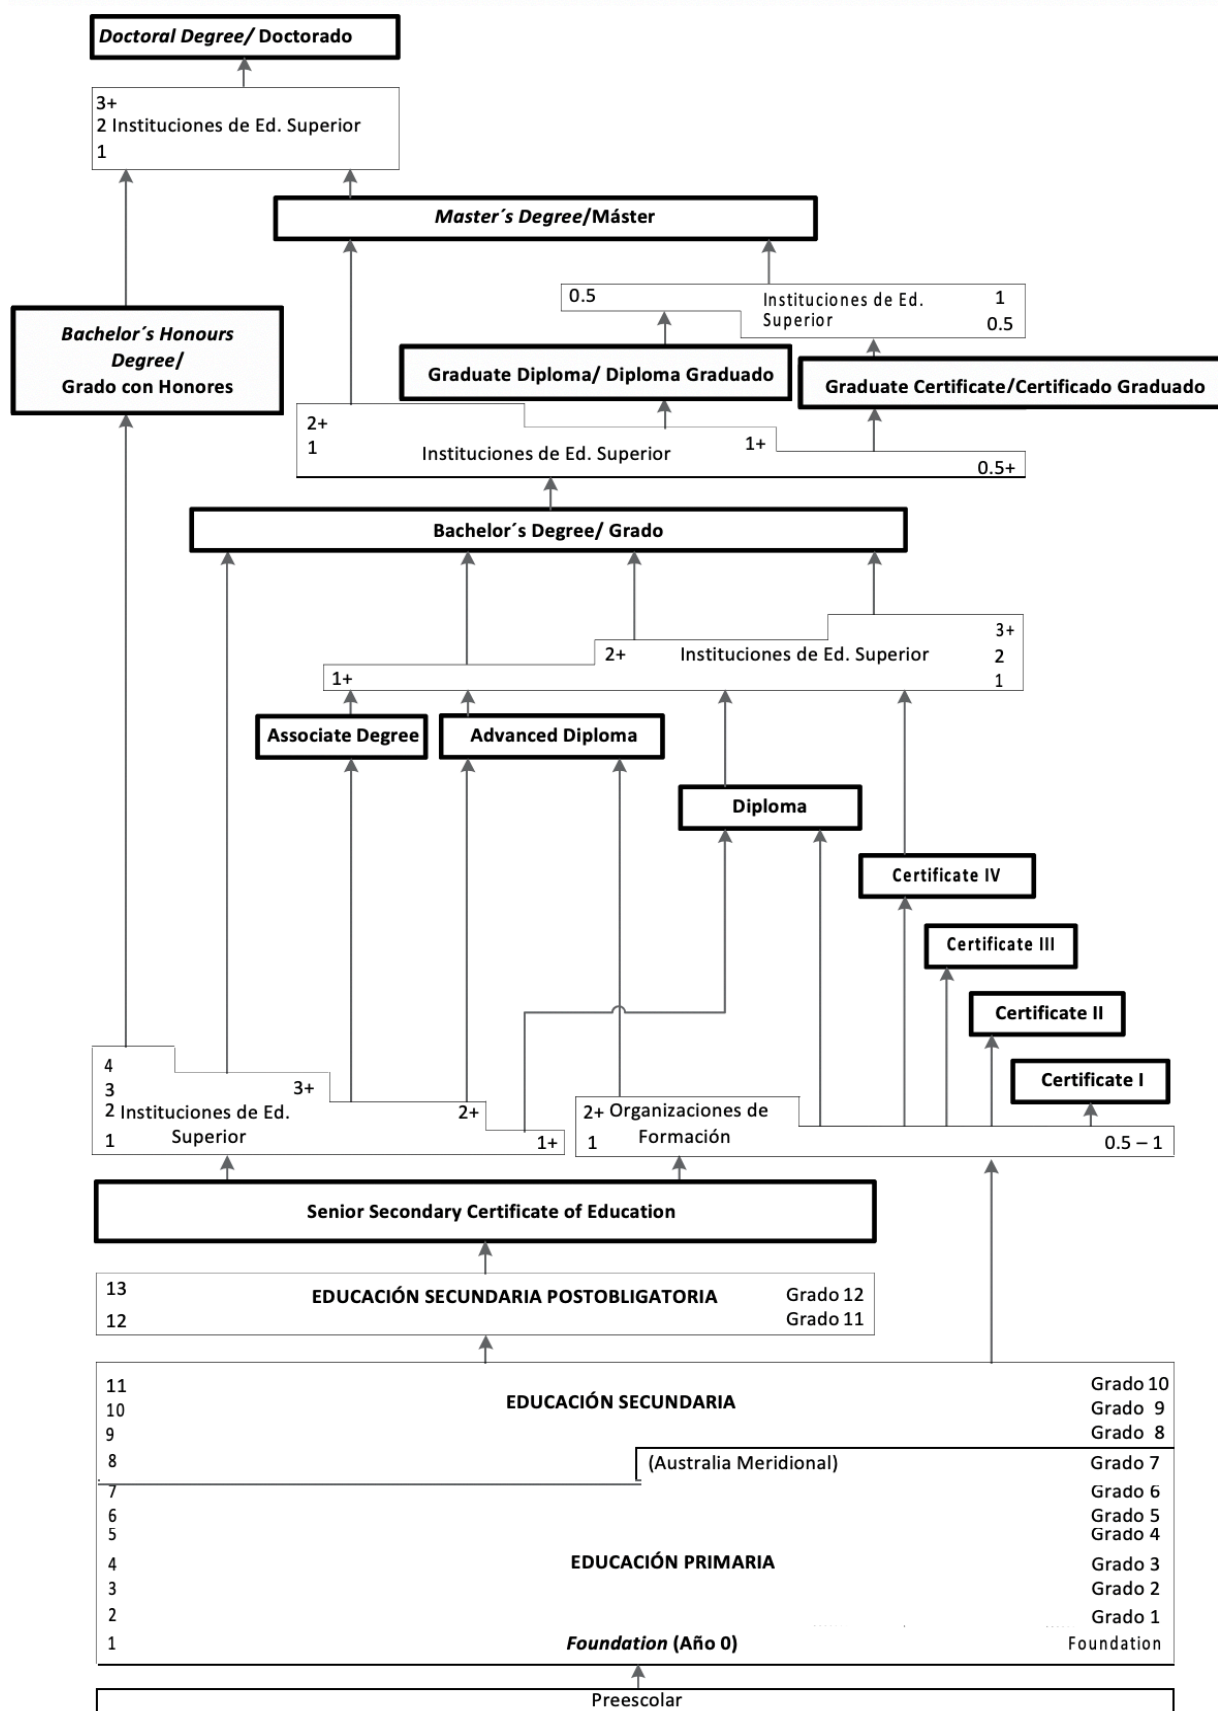 Doctoral Degree/ Doctorado
3+
2 Instituciones de Ed. Superior
1
Master´s Degree/Máster
0.5
Instituciones de Ed.
Superior
1
0.5
Bachelor´s Honours
Degree/
Grado con Honores
Graduate Diploma/ Diploma Graduado
Graduate Certificate/Certificado Graduado
2+
1
Instituciones de Ed. Superior
1+
0.5+
Bachelor´s Degree/ Grado
1+
2+
Instituciones de Ed. Superior
3+
2
1
Associate Degree
Advanced Diploma
Diploma
Certificate IV
Certificate III
Certificate II
Certificate I
4
3
2 Instituciones de Ed.
Superior
1
3+
2+
1+
2+ Organizaciones de
Formación
1
0.5 – 1
Senior Secondary Certificate of Education
13
EDUCACIÓN SECUNDARIA POSTOBLIGATORIA
Grado 12
12
Grado 11
11
Grado 10
EDUCACIÓN SECUNDARIA
10
Grado 9
9
Grado 8
8
(Australia Meridional)
Grado 7
7
Grado 6
6
Grado 5
5
Grado 4
4
EDUCACIÓN PRIMARIA
Grado 3
3
Grado 2
2
Grado 1
1
Foundation (Año 0)
Foundation
Preescolar